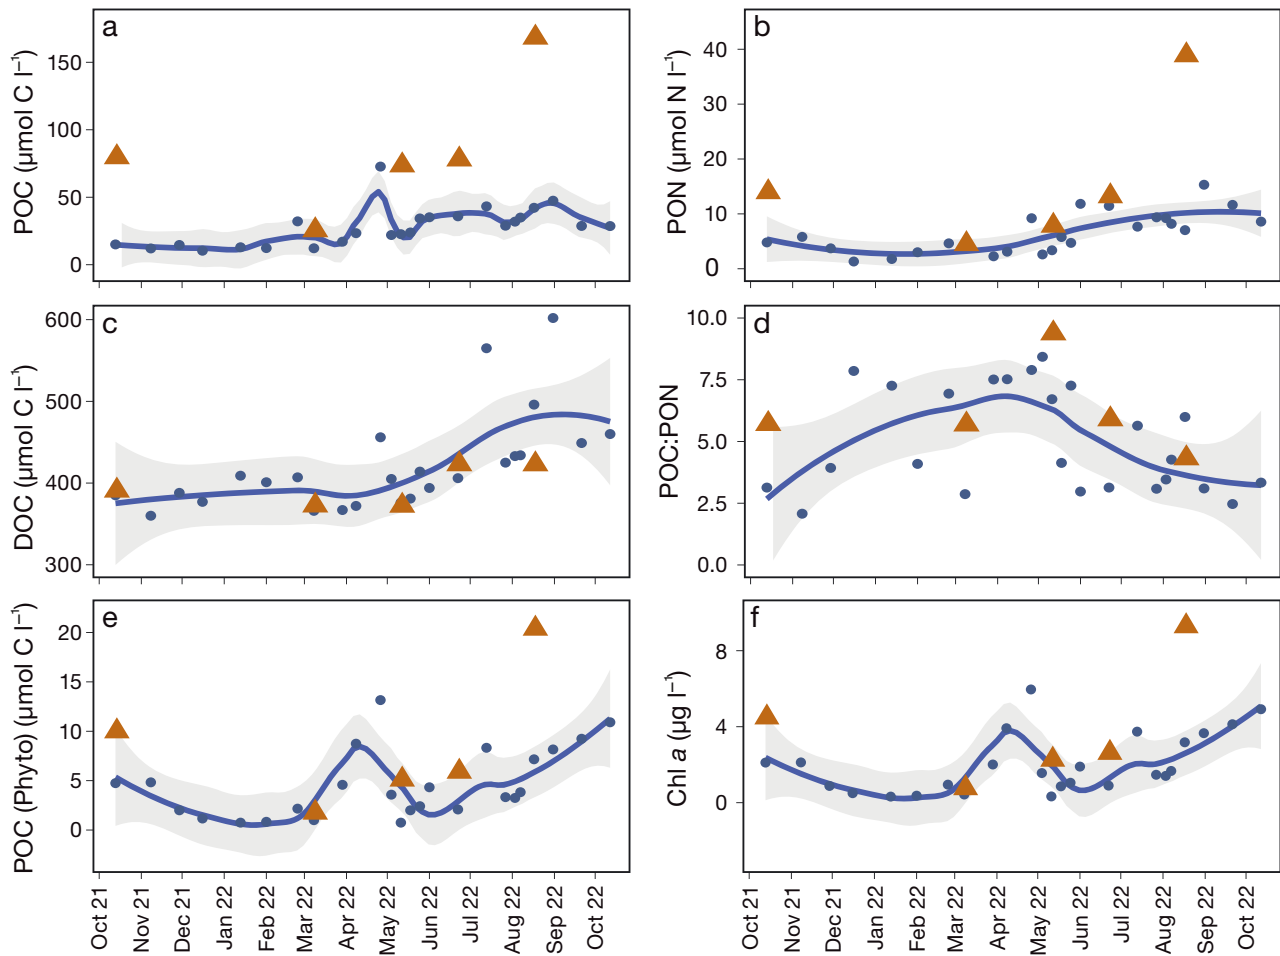 a
POC (µmol C l⁻¹)
150
100
50
0
b
PON (µmol N l⁻¹)
40
30
20
10
0
c
DOC (µmol C l⁻¹)
600
500
400
300
d
POC:PON
10.0
7.5
5.0
2.5
0.0
e
POC (Phyto) (µmol C l⁻¹)
20
15
10
5
0
f
Chl a (µg l⁻¹)
8
4
0
Oct 21
Nov 21
Dec 21
Jan 22
Feb 22
Mar 22
Apr 22
May 22
Jun 22
Jul 22
Aug 22
Sep 22
Oct 22
Oct 21
Nov 21
Dec 21
Jan 22
Feb 22
Mar 22
Apr 22
May 22
Jun 22
Jul 22
Aug 22
Sep 22
Oct 22